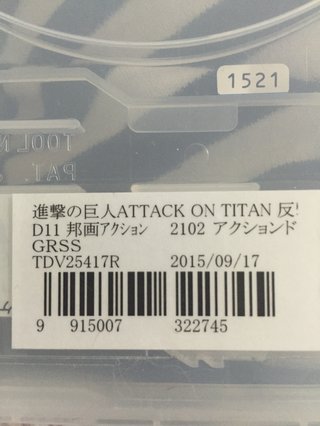 1521
TOOL N
PAT.
進撃の巨人ATTACK ON TITAN 反!
D11 邦画アクション 2102 アクションド
GRSS
TDV25417R 2015/09/17
9 915007 322745